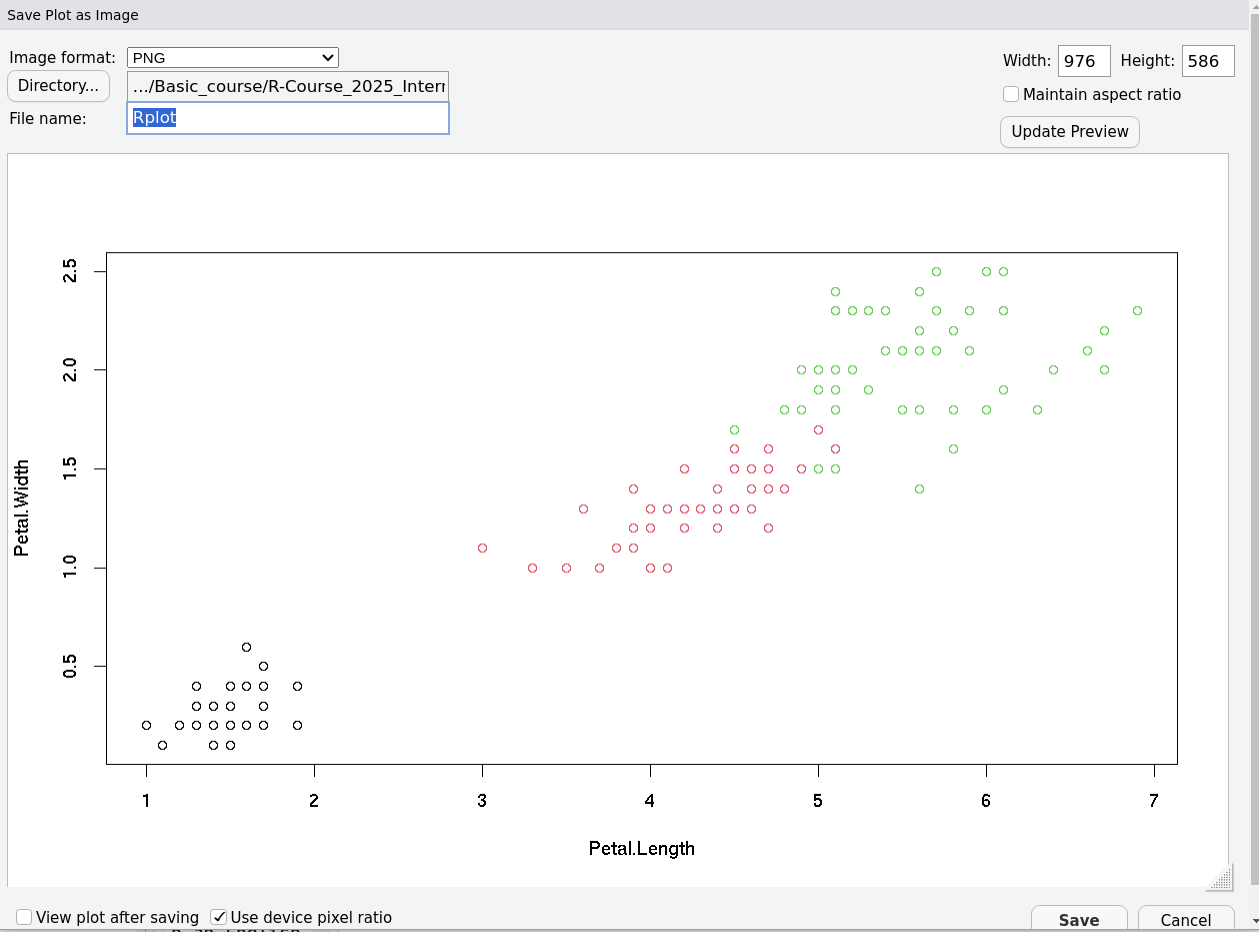 Save Plot as Image
Image format: PNG
Width: 976 Height: 586
Directory... .../Basic_course/R-Course_2025_Intern
Maintain aspect ratio
File name: Rplot
Update Preview
2.5
2.0
1.5
1.0
0.5
Petal.Width
1 2 3 4 5 6 7
Petal.Length
View plot after saving Use device pixel ratio
Save Cancel